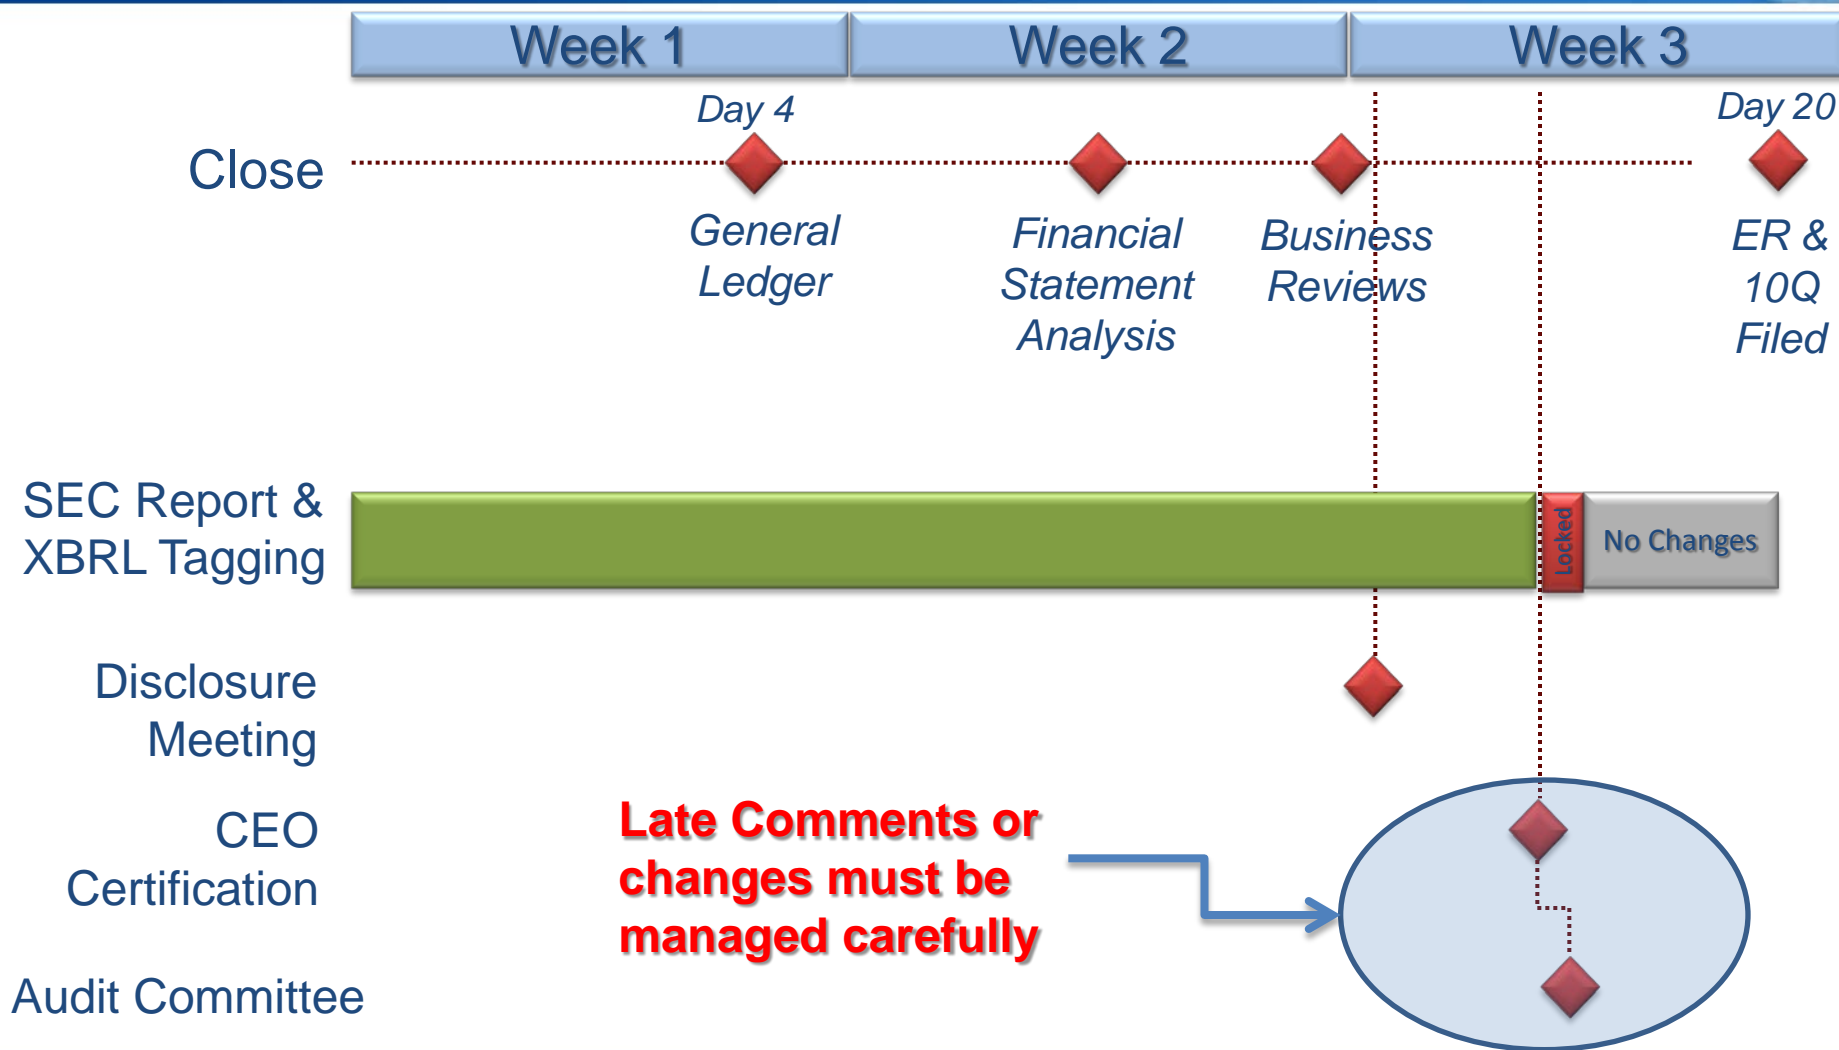 Week 1
Week 2
Week 3
Day 4
Day 20
Close
General
Ledger
Financial
Statement
Analysis
Business
Reviews
ER &
10Q
Filed
SEC Report &
XBRL Tagging
Locked
No Changes
Disclosure
Meeting
CEO
Certification
Late Comments or
changes must be
managed carefully
Audit Committee